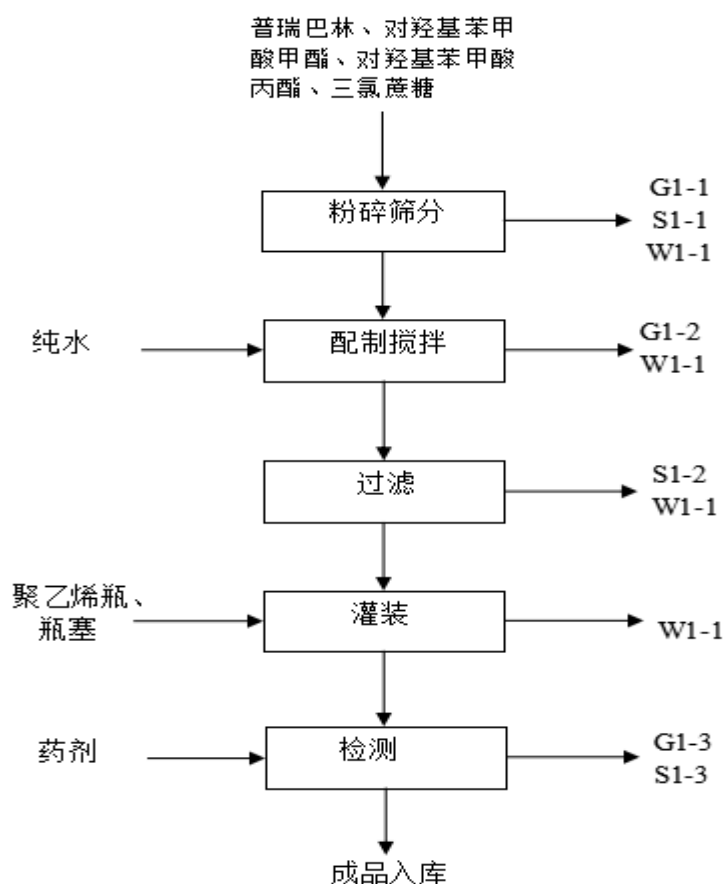 普瑞巴林、对羟基苯甲
酸甲酯、对羟基苯甲酸
丙酯、三氯蔗糖
粉碎筛分
G1-1
S1-1
W1-1
纯水
配制搅拌
G1-2
W1-1
过滤
S1-2
W1-1
聚乙烯瓶、
瓶塞
灌装
W1-1
药剂
检测
G1-3
S1-3
成品入库